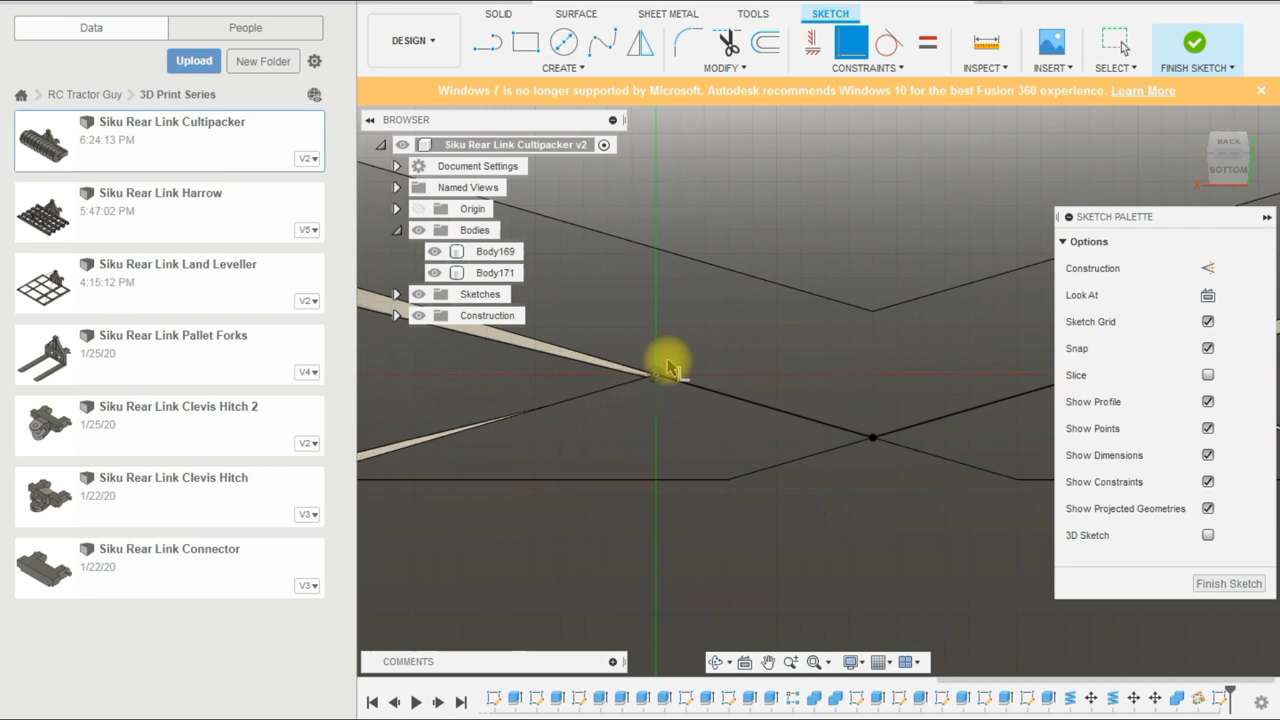 Data
People
Upload
New Folder
RC Tractor Guy
3D Print Series
Siku Rear Link Cultipacker
6:24:13 PM
V2
Siku Rear Link Harrow
5:47:02 PM
V5
Siku Rear Link Land Leveller
4:15:12 PM
V2
Siku Rear Link Pallet Forks
1/25/20
V4
Siku Rear Link Clevis Hitch 2
1/25/20
V2
Siku Rear Link Clevis Hitch
1/22/20
V3
Siku Rear Link Connector
1/22/20
V3
DESIGN
SOLID
SURFACE
SHEET METAL
TOOLS
SKETCH
CREATE
MODIFY
CONSTRAINTS
INSPECT
INSERT
SELECT
FINISH SKETCH
Windows 7 is no longer supported by Microsoft. Autodesk recommends Windows 10 for the best Fusion 360 experience. Learn More
BROWSER
Siku Rear Link Cultipacker v2
Document Settings
Named Views
Origin
Bodies
Body169
Body171
Sketches
Construction
BACK
BOTTOM
X
SKETCH PALETTE
Options
Construction
Look At
Sketch Grid
Snap
Slice
Show Profile
Show Points
Show Dimensions
Show Constraints
Show Projected Geometries
3D Sketch
Finish Sketch
COMMENTS